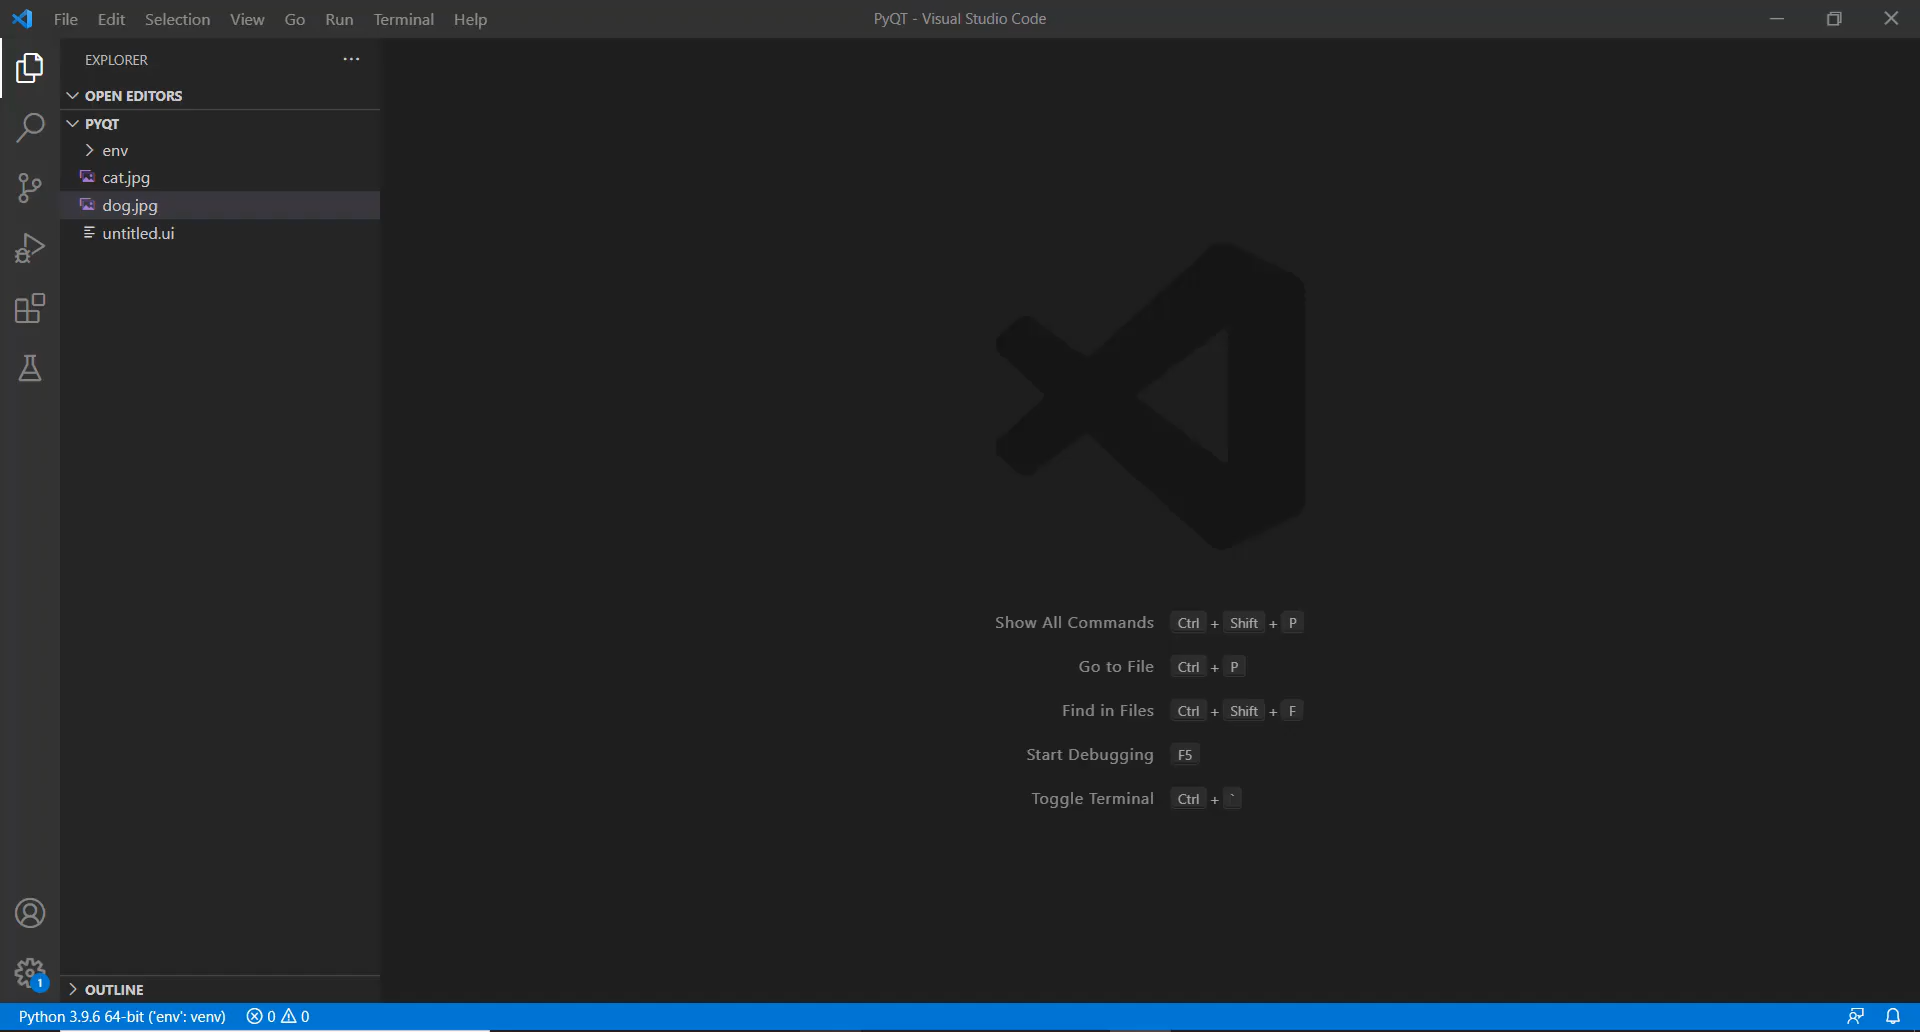 File Edit Selection View Go Run Terminal Help
PyQT - Visual Studio Code
EXPLORER
OPEN EDITORS
PYQT
env
cat.jpg
dog.jpg
untitled.ui
Show All Commands Ctrl + Shift + P
Go to File Ctrl + P
Find in Files Ctrl + Shift + F
Start Debugging F5
Toggle Terminal Ctrl + `
1
OUTLINE
Python 3.9.6 64-bit ('env': venv) 0 0